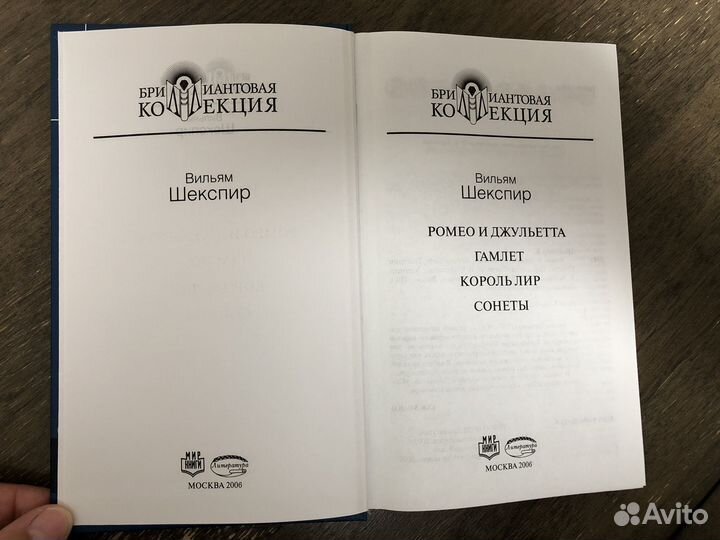 БРИЛЛИАНТОВАЯ
КОЛЛЕКЦИЯ
Вильям
Шекспир
МИР
КНИГИ
Литература
МОСКВА 2006
БРИЛЛИАНТОВАЯ
КОЛЛЕКЦИЯ
Вильям
Шекспир
РОМЕО И ДЖУЛЬЕТТА
ГАМЛЕТ
КОРОЛЬ ЛИР
СОНЕТЫ
МИР
КНИГИ
Литература
МОСКВА 2006
Avito